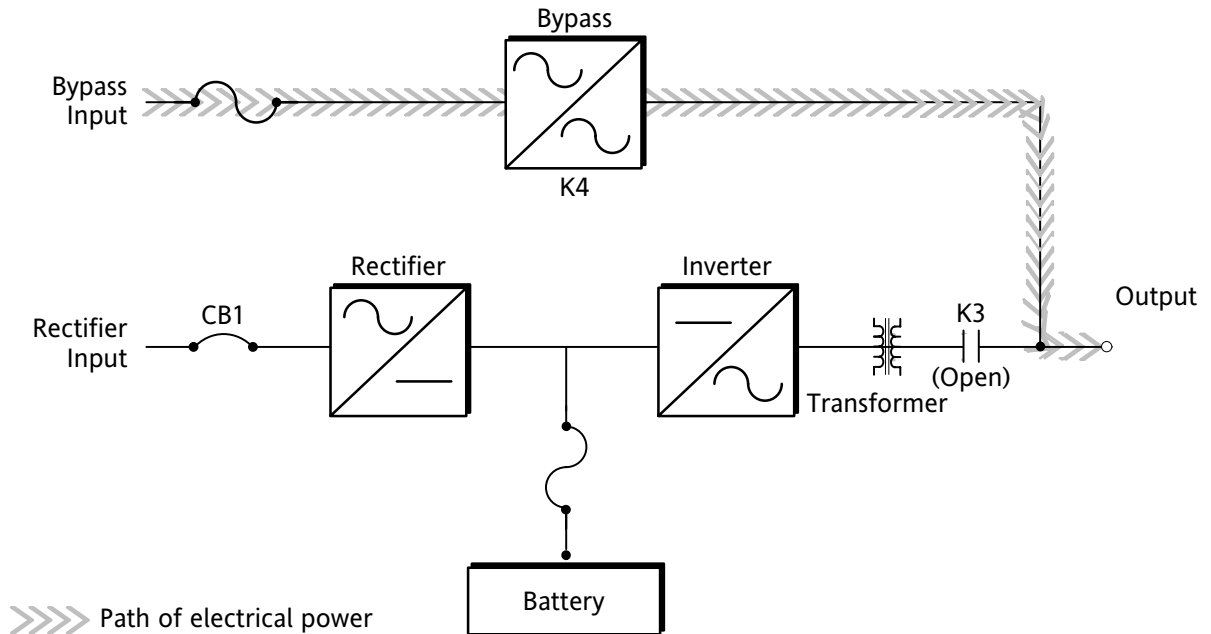 Bypass
Bypass
Input
K4
Rectifier
Inverter
Output
CB1
K3
Rectifier
Input
(Open)
Transformer
Battery
Path of electrical power